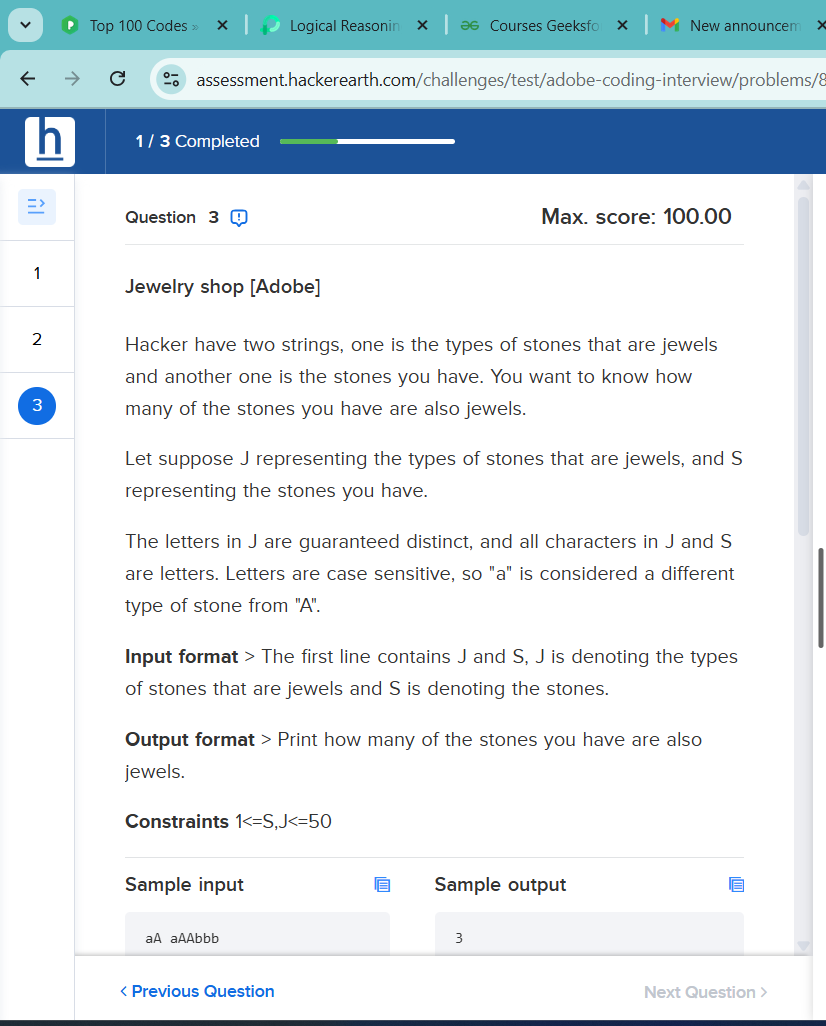 Top 100 Codes »
Logical Reasonin
Courses Geeksfo
New announcem
assessment.hackerearth.com/challenges/test/adobe-coding-interview/problems/8
h
1 / 3 Completed
Question 3
Max. score: 100.00
1
2
3
Jewelry shop [Adobe]
Hacker have two strings, one is the types of stones that are jewels
and another one is the stones you have. You want to know how
many of the stones you have are also jewels.
Let suppose J representing the types of stones that are jewels, and S
representing the stones you have.
The letters in J are guaranteed distinct, and all characters in J and S
are letters. Letters are case sensitive, so "a" is considered a different
type of stone from "A".
Input format > The first line contains J and S, J is denoting the types
of stones that are jewels and S is denoting the stones.
Output format > Print how many of the stones you have are also
jewels.
Constraints 1<=S,J<=50
Sample input
Sample output
aA aAAbbb
3
< Previous Question
Next Question >